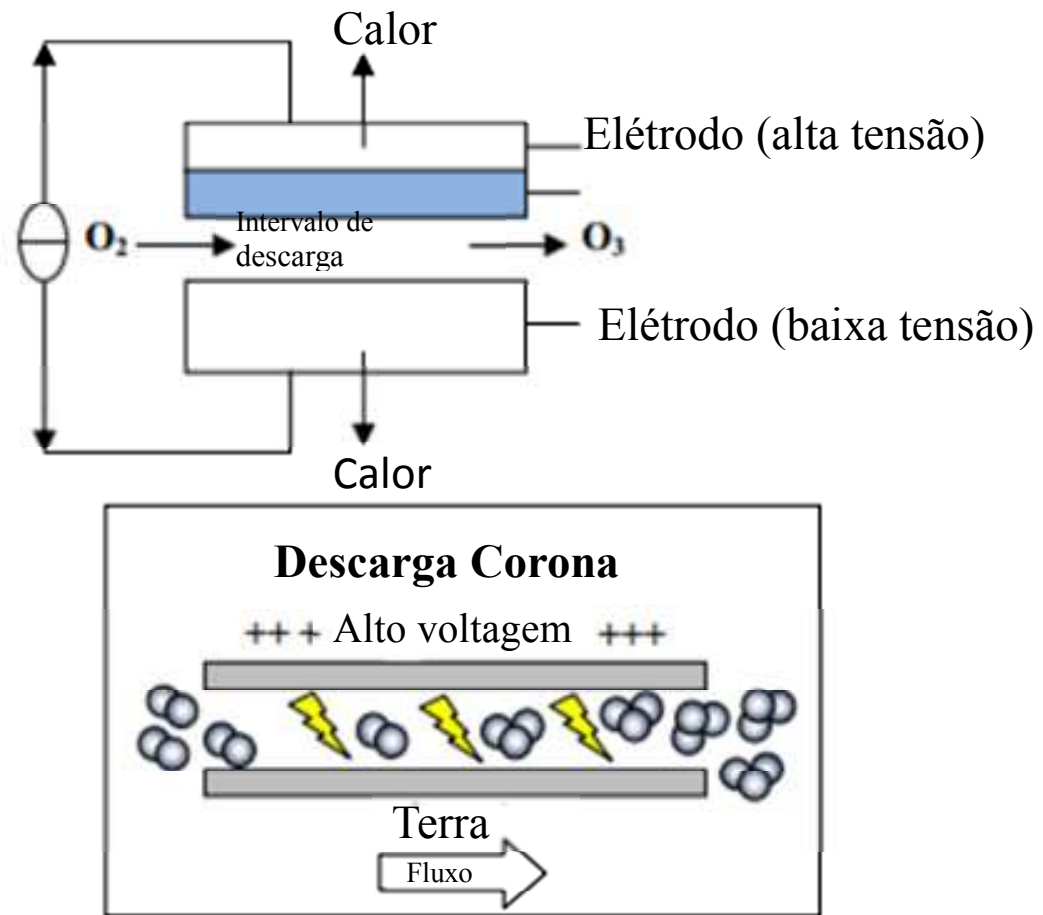 Calor
Elétrodo (alta tensão)
Intervalo de
descarga
O₂
O₃
Elétrodo (baixa tensão)
Calor
Descarga Corona
+++ Alto voltagem +++
Terra
Fluxo